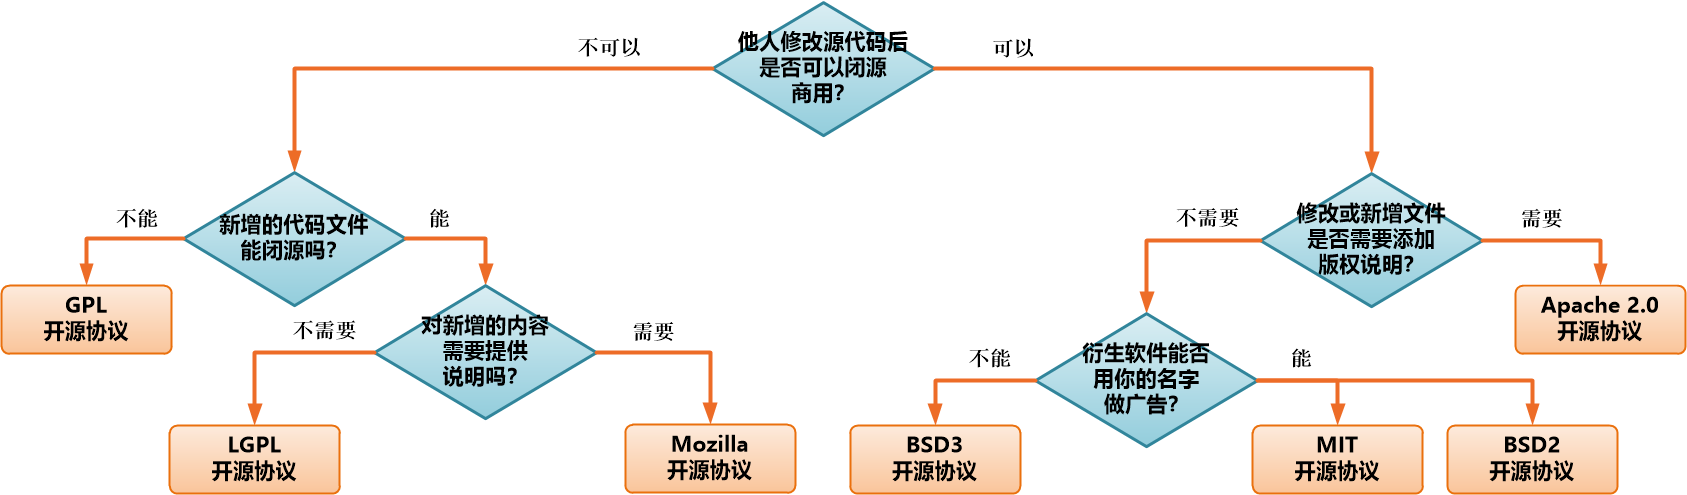 他人修改源代码后
是否可以闭源
商用？
不可以
可以
新增的代码文件
能闭源吗？
不能
能
修改或新增文件
是否需要添加
版权说明？
不需要
需要
GPL
开源协议
对新增的内容
需要提供
说明吗？
不需要
需要
Apache 2.0
开源协议
衍生软件能否
用你的名字
做广告？
不能
能
LGPL
开源协议
Mozilla
开源协议
BSD3
开源协议
MIT
开源协议
BSD2
开源协议